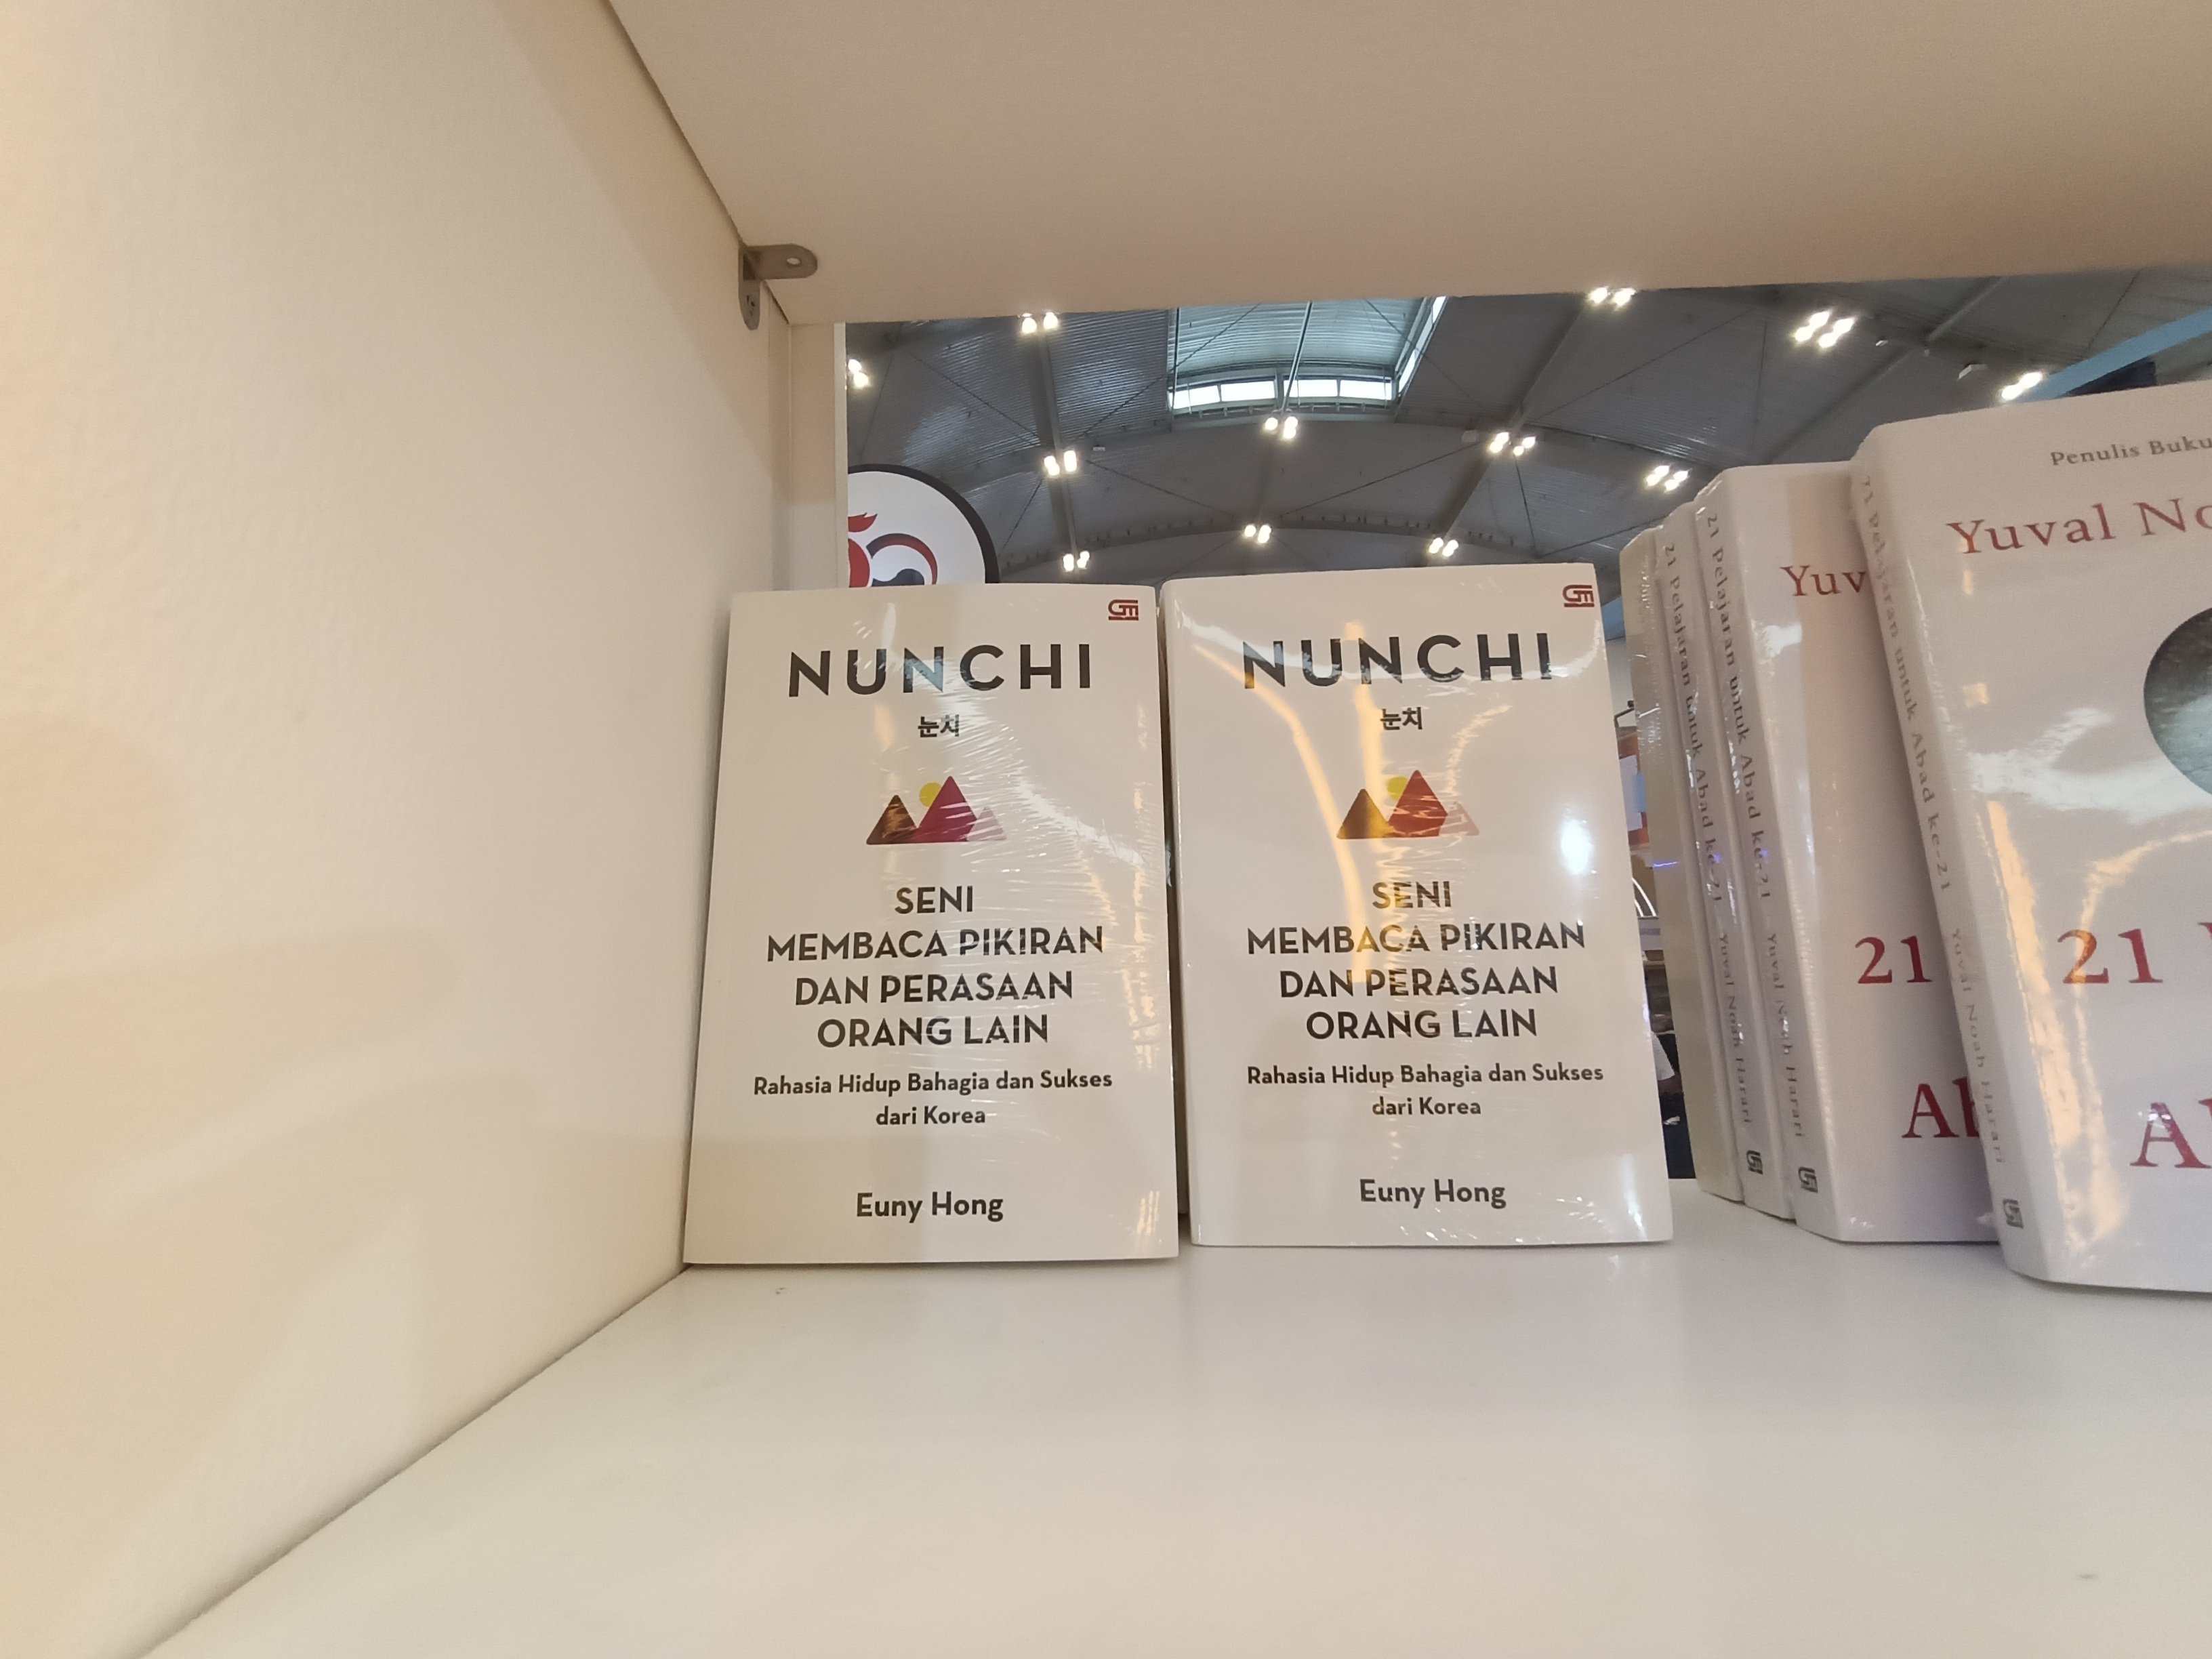 NUNCHI
눈치
SENI
MEMBACA PIKIRAN
DAN PERASAAN
ORANG LAIN
Rahasia Hidup Bahagia dan Sukses
dari Korea
Euny Hong
NUNCHI
눈치
SENI
MEMBACA PIKIRAN
DAN PERASAAN
ORANG LAIN
Rahasia Hidup Bahagia dan Sukses
dari Korea
Euny Hong
21 Pelajaran untuk Abad ke-21 Yuval Noah Harari
21 Pelajaran untuk Abad ke-21 Yuval Noah Harari
Yuv
21
Ab
21 Pelajaran untuk Abad ke-21 Yuval Noah Harari
Penulis Buku
Yuval No
21
A